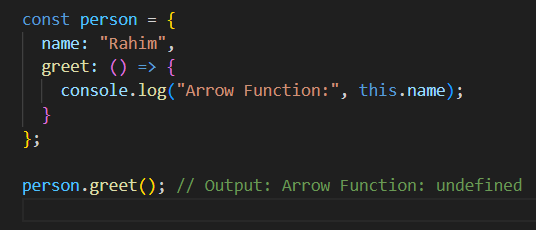 const person = {
  name: "Rahim",
  greet: () => {
    console.log("Arrow Function:", this.name);
  }
};

person.greet(); // Output: Arrow Function: undefined